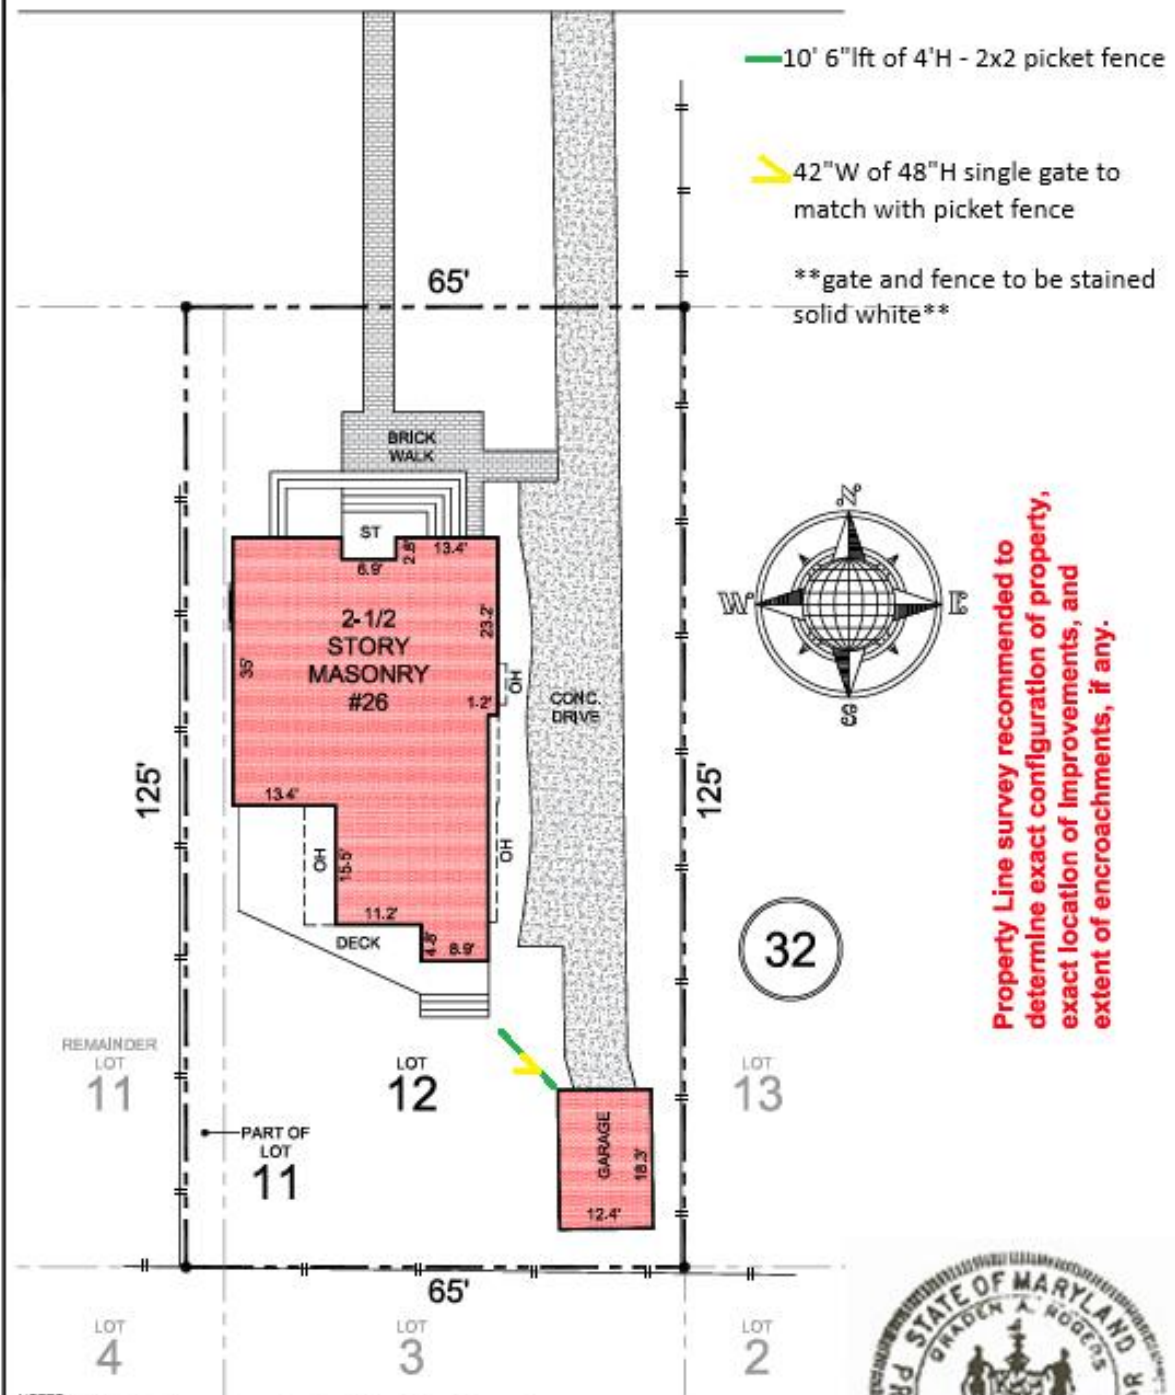 10' 6"lft of 4'H - 2x2 picket fence
42"W of 48"H single gate to
match with picket fence
**gate and fence to be stained
solid white**
65'
BRICK
WALK
ST
6.9'
2.8'
13.4'
2-1/2
STORY
MASONRY
#26
23.2'
35'
1.2'
OH
CONC.
DRIVE
N
W
E
S
Property Line survey recommended to
determine exact configuration of property,
exact location of improvements, and
extent of encroachments, if any.
125'
125'
13.4'
OH
15.5'
OH
11.2'
DECK
4.8'
8.9'
32
REMAINDER
LOT
11
LOT
12
LOT
13
PART OF
LOT
11
GARAGE
18.3'
12.4'
65'
LOT
4
LOT
3
LOT
2
STATE OF MARYLAND
GRADEN A. ROGERS